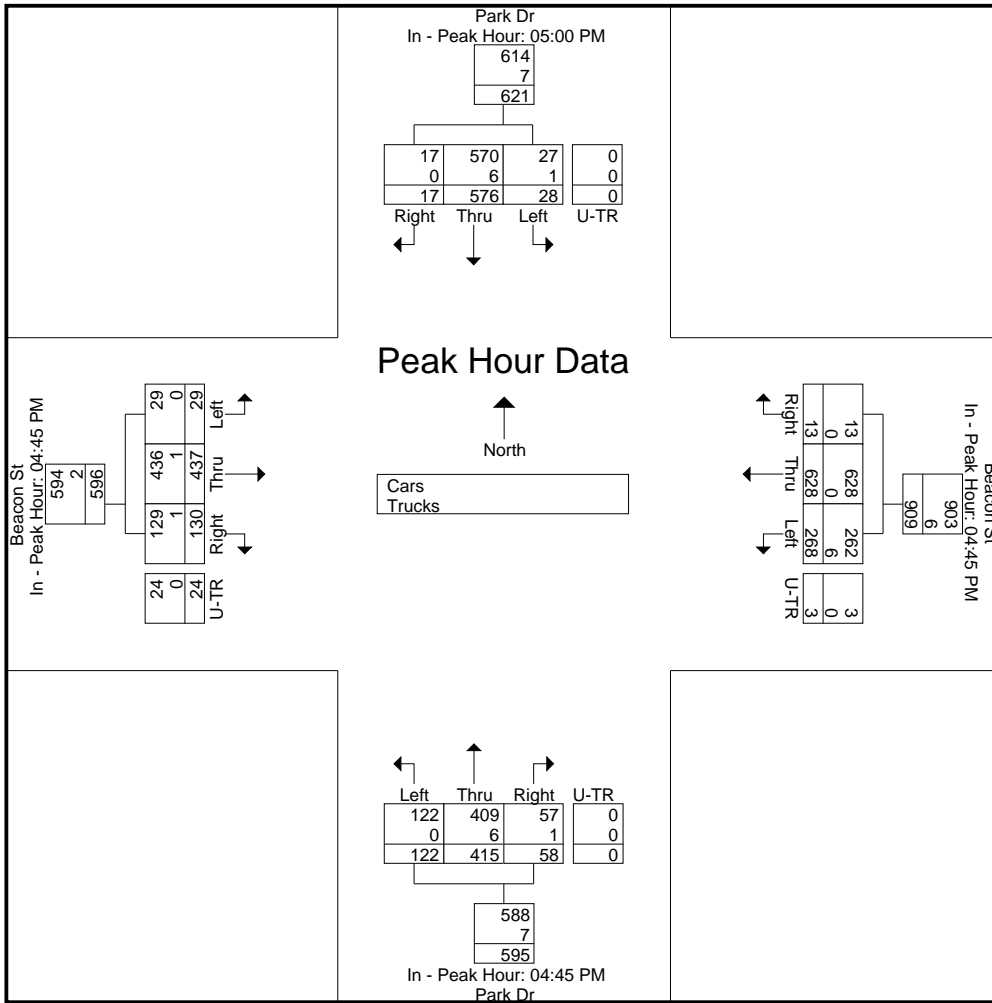 Park Dr
In - Peak Hour: 05:00 PM
614
7
621
17 570 27 0
0 6 1 0
17 576 28 0
Right Thru Left U-TR
Peak Hour Data
North
Cars
Trucks
Beacon St
In - Peak Hour: 04:45 PM
594
2
596
29 0 29
Left
436 1 437
Thru
129 1 130
Right
24 0 24
U-TR
Beacon St
In - Peak Hour: 04:45 PM
903
6
909
Right
13 0 13
Thru
628 0 628
Left
262 6 268
U-TR
3 0 3
Left Thru Right U-TR
122 409 57 0
0 6 1 0
122 415 58 0
588
7
595
In - Peak Hour: 04:45 PM
Park Dr